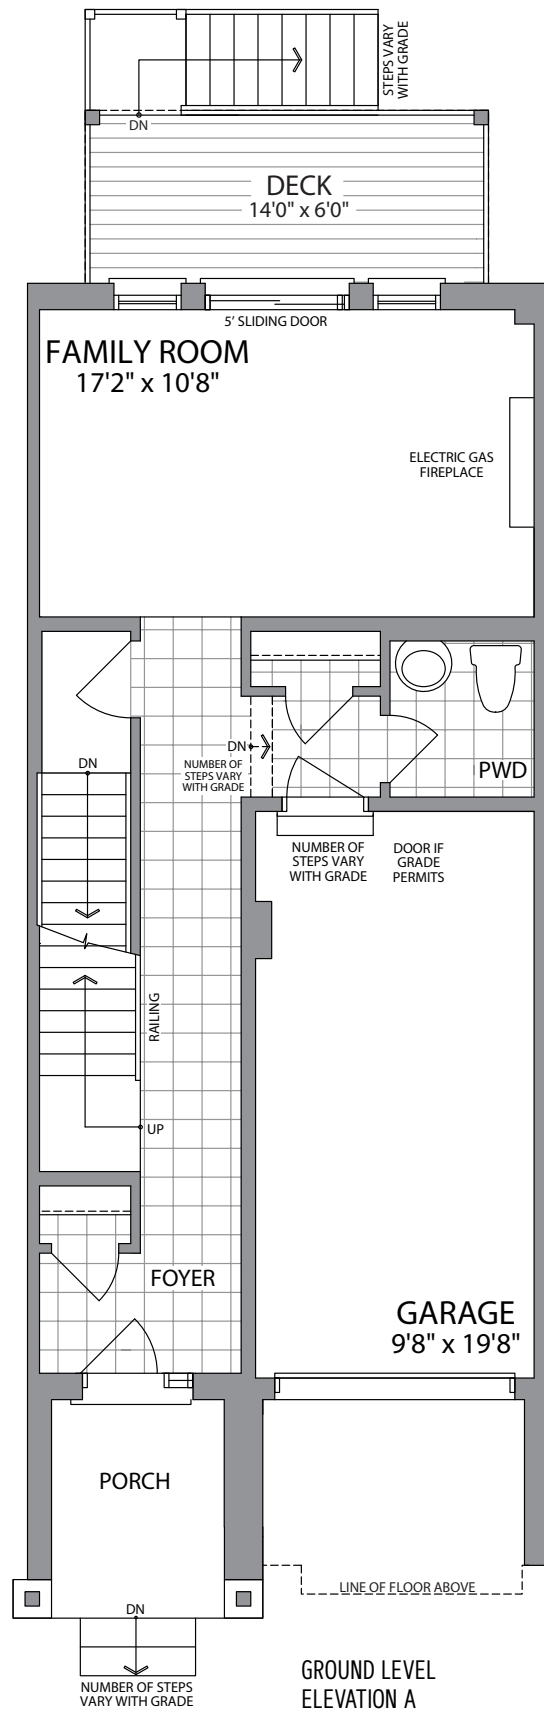 STEPS VARY
WITH GRADE
DN
DECK
14'0" x 6'0"
5' SLIDING DOOR
FAMILY ROOM
17'2" x 10'8"
ELECTRIC GAS
FIREPLACE
DN
DN
NUMBER OF
STEPS VARY
WITH GRADE
PWD
NUMBER OF
STEPS VARY
WITH GRADE
DOOR IF
GRADE
PERMITS
RAILING
UP
FOYER
GARAGE
9'8" x 19'8"
PORCH
LINE OF FLOOR ABOVE
DN
NUMBER OF STEPS
VARY WITH GRADE
GROUND LEVEL
ELEVATION A